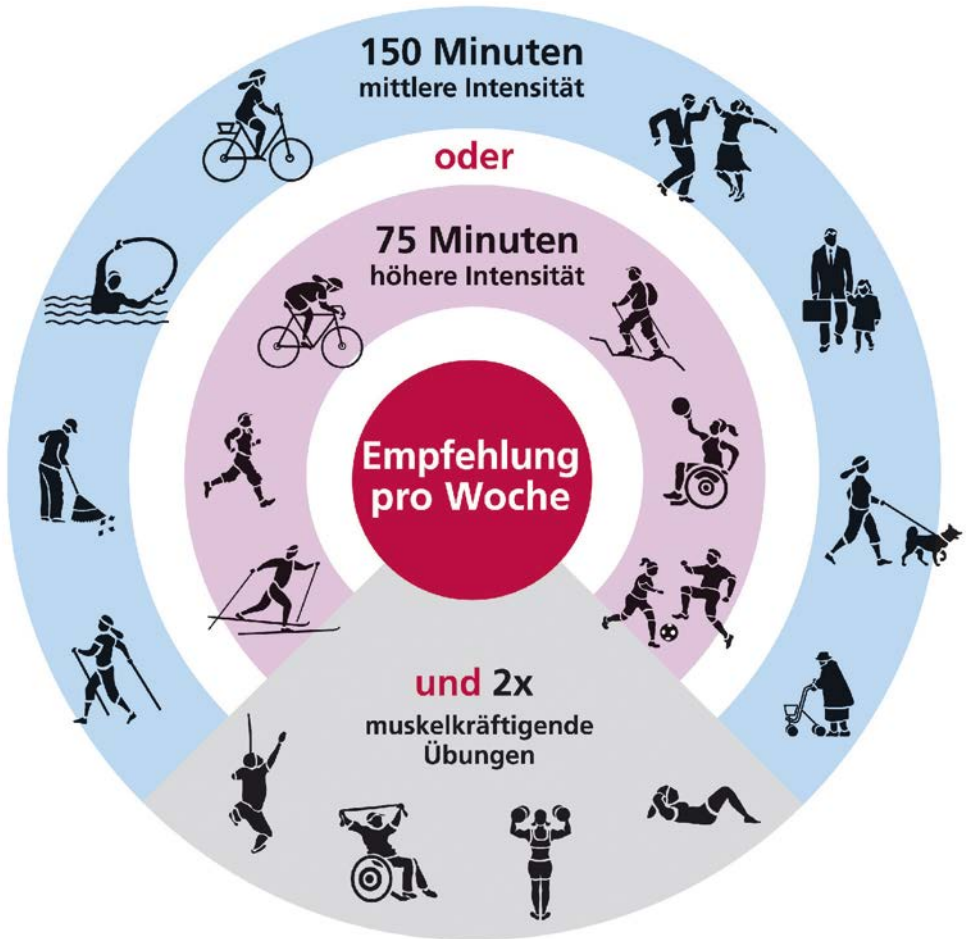 150 Minuten
mittlere Intensität
oder
75 Minuten
höhere Intensität
Empfehlung
pro Woche
und 2x
muskelkräftigende
Übungen